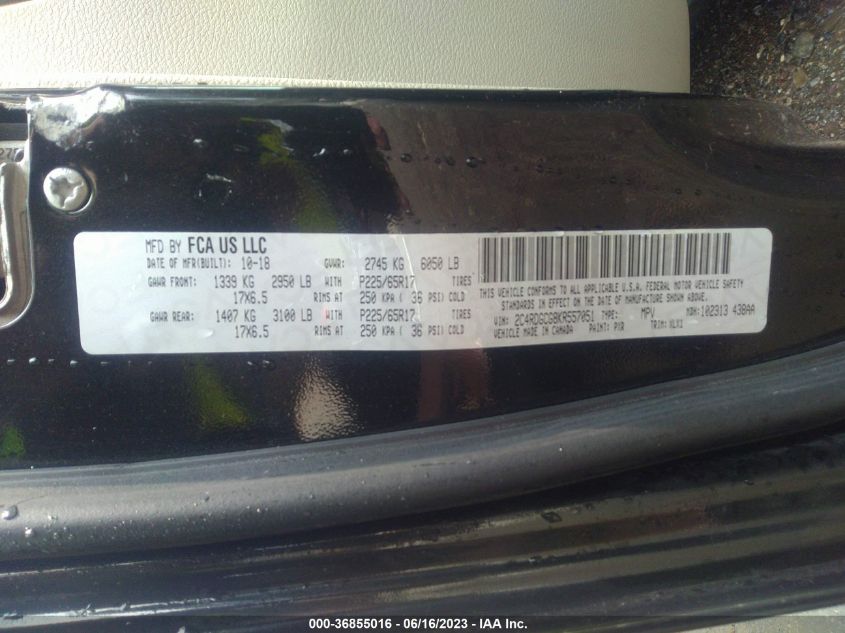 MFD BY FCA US LLC
DATE OF MFR(BUILT): 10-18 GVWR: 2745 KG 6050 LB
GAWR FRONT: 1339 KG 2950 LB WITH P225/65R17 TIRES
17X6.5 RIMS AT 250 KPA ( 36 PSI) COLD
GAWR REAR: 1407 KG 3100 LB WITH P225/65R17 TIRES
17X6.5 RIMS AT 250 KPA ( 36 PSI) COLD
THIS VEHICLE CONFORMS TO ALL APPLICABLE U.S.A. FEDERAL MOTOR VEHICLE SAFETY
STANDARDS IN EFFECT ON THE DATE OF MANUFACTURE SHOWN ABOVE.
VIN: 2C4RDGCGBKR557051 TYPE: MPV MDH: 102313 438AA
VEHICLE MADE IN CANADA PAINT: PXR TRIM: XLX1
000-36855016 - 06/16/2023 - IAA Inc.